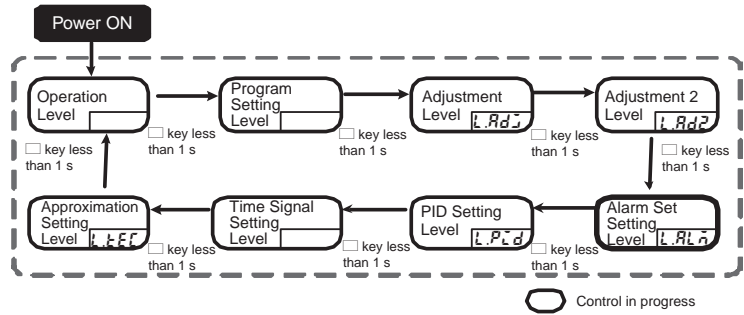 Power ON
Operation
Level
Program
Setting
Level
Adjustment
Level L.AdJ
Adjustment 2
Level L.Ad2
key less
than 1 s
key less
than 1 s
key less
than 1 s
key less
than 1 s
key less
than 1 s
Approximation
Setting
Level L.tEC
Time Signal
Setting
Level
PID Setting
Level L.PId
Alarm Set
Setting
Level L.ALM
key less
than 1 s
key less
than 1 s
key less
than 1 s
Control in progress